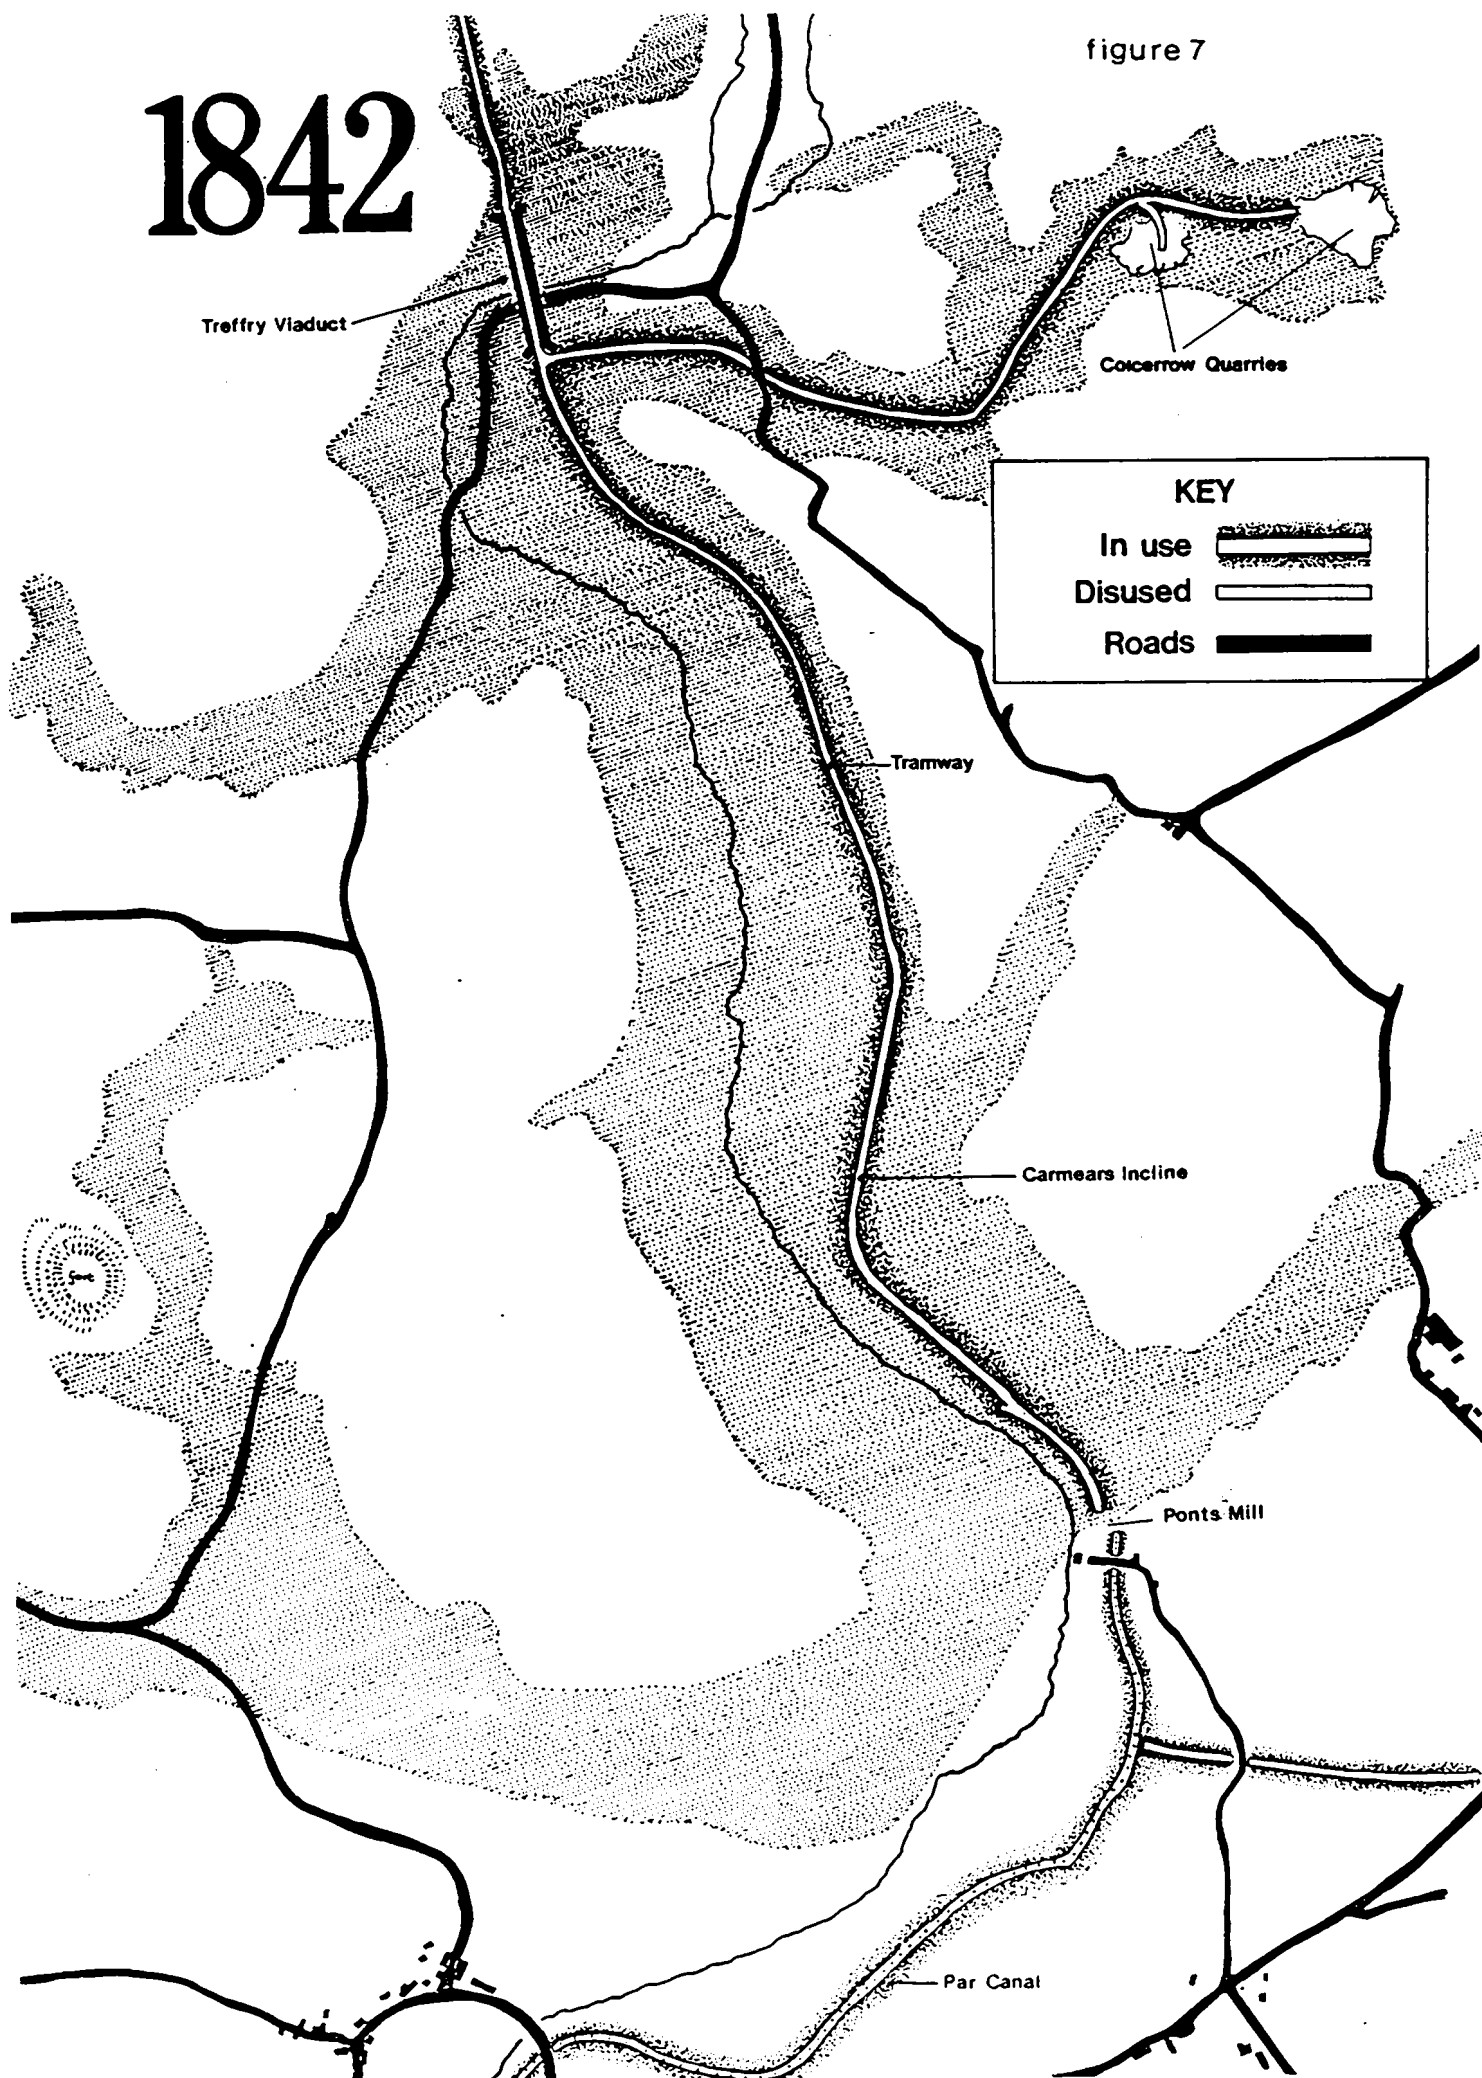 figure 7
1842
Treffry Viaduct
Colcerrow Quarries
KEY
In use
Disused
Roads
Tramway
Carmears Incline
Fort
Ponts Mill
Par Canal